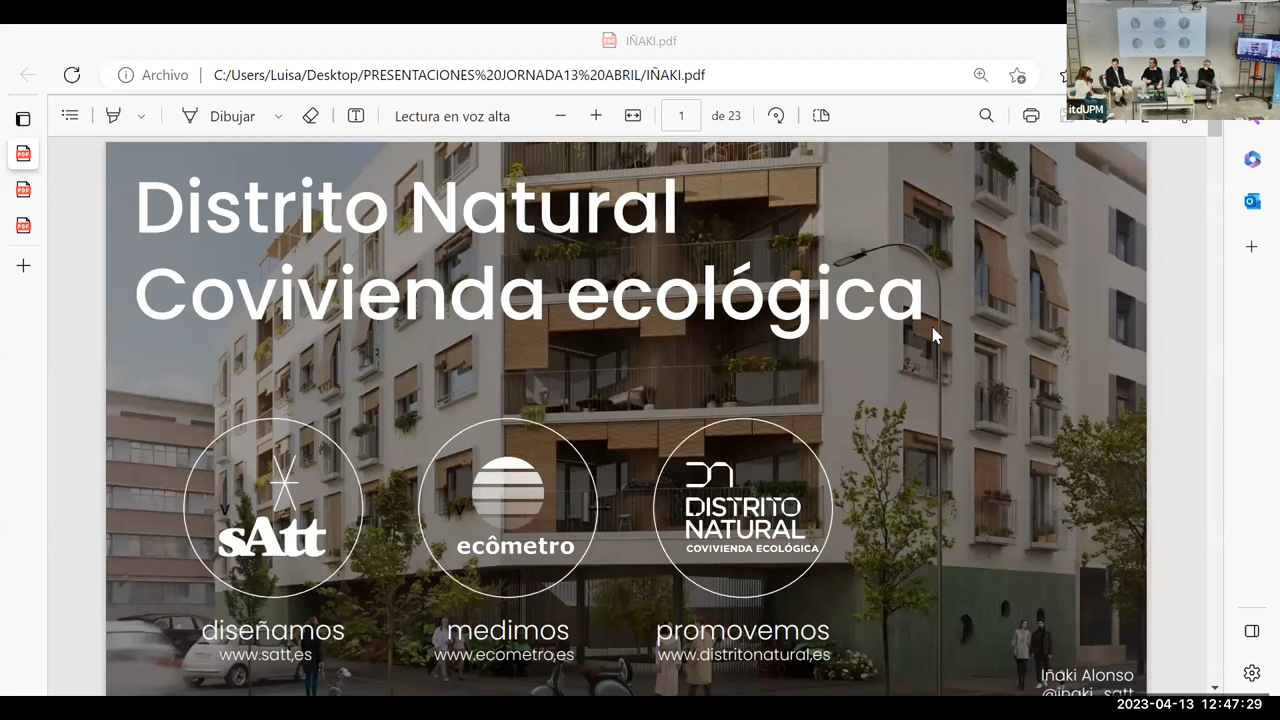 IÑAKI.pdf
Archivo
C:/Users/Luisa/Desktop/PRESENTACIONES%20JORNADA13%20ABRIL/IÑAKI.pdf
itdUPM
Dibujar
ectura en voz alta
1
de 23
Distrito Natural
Covivienda ecológica
sAtt
ecômetro
DISTRITO
NATURAL
COVIVIENDA ECOLÓGICA
diseñamos
www.satt,es
medimos
www.ecometro,es
promovemos
www.distritonatural,es
Iñaki Alonso
@inaki_satt
2023-04-13 12:47:29